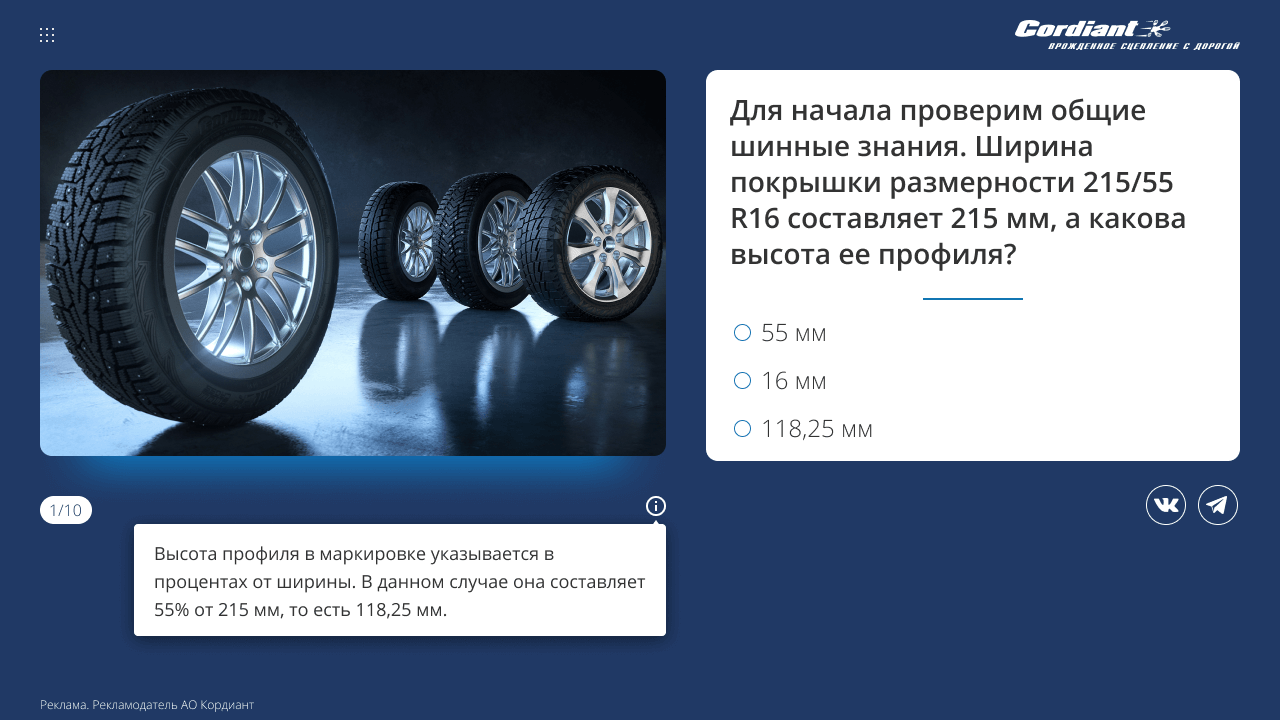 Cordiant
ВРОЖДЕННОЕ СЦЕПЛЕНИЕ С ДОРОГОЙ
Для начала проверим общие
шинные знания. Ширина
покрышки размерности 215/55
R16 составляет 215 мм, а какова
высота ее профиля?
55 мм
16 мм
118,25 мм
1/10
Высота профиля в маркировке указывается в
процентах от ширины. В данном случае она составляет
55% от 215 мм, то есть 118,25 мм.
Реклама. Рекламодатель АО Кордиант